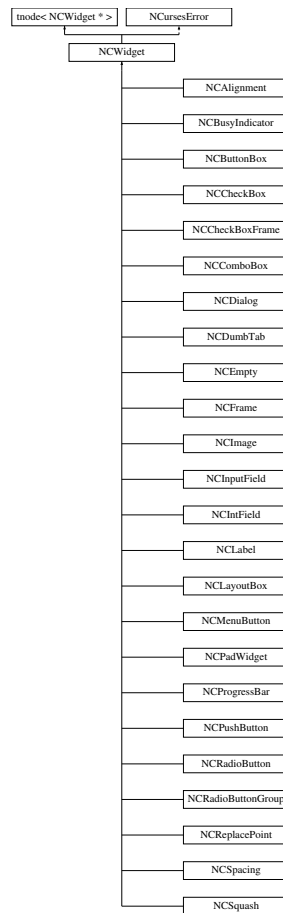 tnode< NCWidget * >
NCursesError
NCWidget
NCAlignment
NCBusyIndicator
NCButtonBox
NCCheckBox
NCCheckBoxFrame
NCComboBox
NCDialog
NCDumbTab
NCEmpty
NCFrame
NCImage
NCInputField
NCIntField
NCLabel
NCLayoutBox
NCMenuButton
NCPadWidget
NCProgressBar
NCPushButton
NCRadioButton
NCRadioButtonGroup
NCReplacePoint
NCSpacing
NCSquash